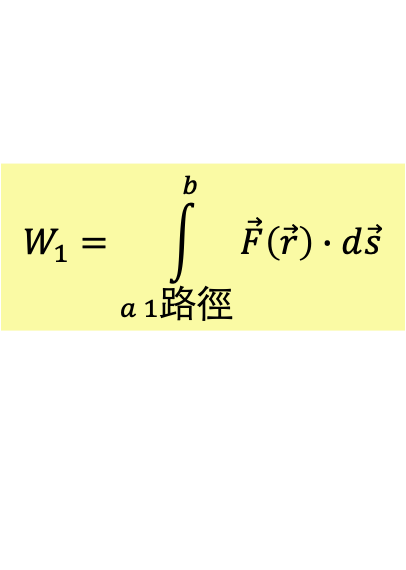 b
W₁ = ∫ F⃗(r⃗) · ds⃗
a 1路徑